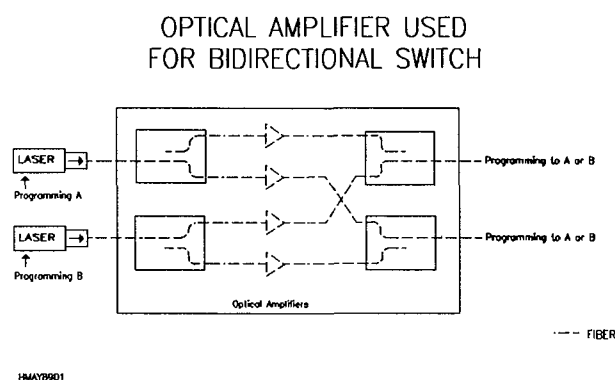 OPTICAL AMPLIFIER USED
FOR BIDIRECTIONAL SWITCH
LASER
Programming A
Programming to A or B
LASER
Programming B
Programming to A or B
Optical Amplifiers
FIBER
HMAY8901